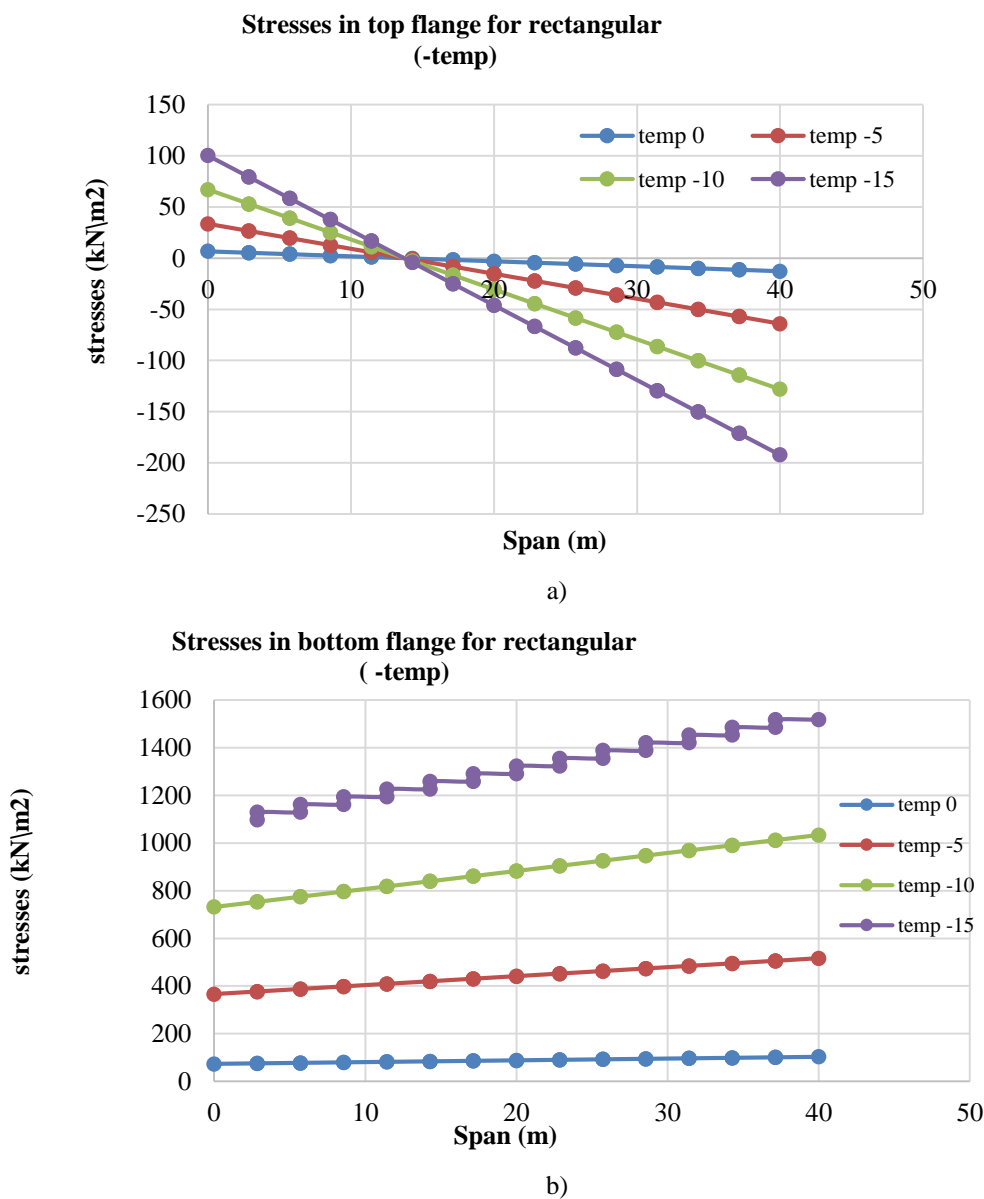 Stresses in top flange for rectangular
(-temp)
150
100
50
0
-50
-100
-150
-200
-250
0 10 20 30 40 50
temp 0 temp -5
temp -10 temp -15
stresses (kN\m2)
Span (m)
a)
Stresses in bottom flange for rectangular
( -temp)
1600
1400
1200
1000
800
600
400
200
0
0 10 20 30 40 50
temp 0
temp -5
temp -10
temp -15
stresses (kN\m2)
Span (m)
b)